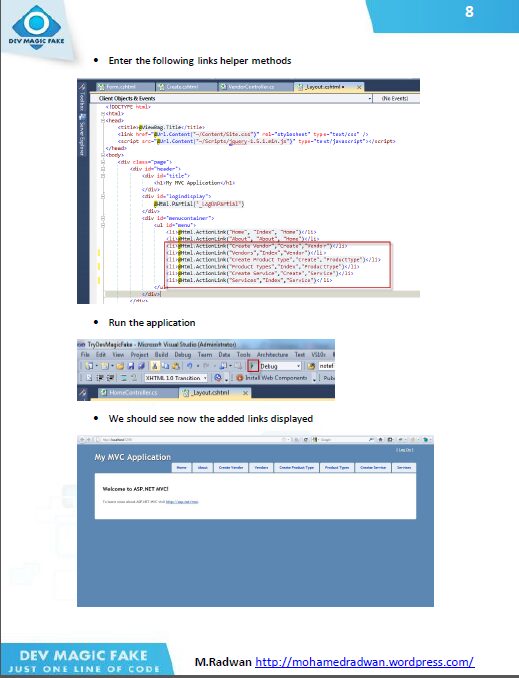 8
DEV MAGIC FAKE
• Enter the following links helper methods
Form.cshtml Create.cshtml VendorController.cs _Layout.cshtml
Toolbox
Server Explorer
Client Objects & Events (No Events)
<!DOCTYPE html>
<html>
<head>
<title>@ViewBag.Title</title>
<link href="@Url.Content("~/Content/Site.css")" rel="stylesheet" type="text/css" />
<script src="@Url.Content("~/Scripts/jquery-1.5.1.min.js")" type="text/javascript"></script>
</head>
<body>
<div class="page">
<div id="header">
<div id="title">
<h1>My MVC Application</h1>
</div>
<div id="logindisplay">
@Html.Partial("_LogOnPartial")
</div>
<div id="menucontainer">
<ul id="menu">
<li>@Html.ActionLink("Home", "Index", "Home")</li>
<li>@Html.ActionLink("About", "About", "Home")</li>
<li>@Html.ActionLink("Create Vendor","Create","Vendor")</li>
<li>@Html.ActionLink("Vendors","Index","Vendor")</li>
<li>@Html.ActionLink("Create Product Type","Create","ProductType")</li>
<li>@Html.ActionLink("Product Types","Index","ProductType")</li>
<li>@Html.ActionLink("Create Service","Create","Service")</li>
<li>@Html.ActionLink("Services","Index","Service")</li>
</ul>
</div>
</div>
• Run the application
TryDevMagicFake - Microsoft Visual Studio (Administrator)
File Edit View Project Build Debug Team Data Tools Architecture Test VS10x
Debug notef
XHTML 1.0 Transition Install Web Components
HomeController.cs _Layout.cshtml
• We should see now the added links displayed
My MVC Application
[ Log On ]
Home About Create Vendor Vendors Create Product Type Product Types Create Service Services
Welcome to ASP.NET MVC!
To learn more about ASP.NET MVC visit http://asp.net/mvc.
DEV MAGIC FAKE
JUST ONE LINE OF CODE
M.Radwan http://mohamedradwan.wordpress.com/